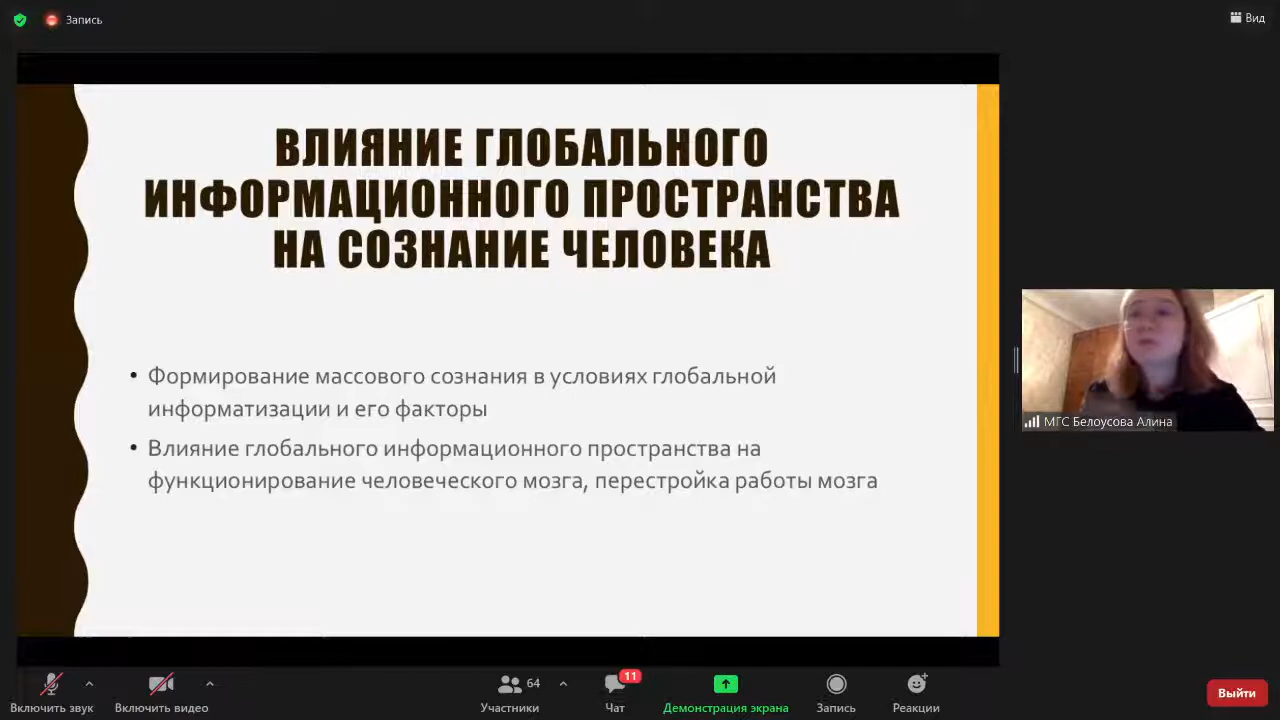 Запись
Вид
ВЛИЯНИЕ ГЛОБАЛЬНОГО
ИНФОРМАЦИОННОГО ПРОСТРАНСТВА
НА СОЗНАНИЕ ЧЕЛОВЕКА
• Формирование массового сознания в условиях глобальной
информатизации и его факторы
• Влияние глобального информационного пространства на
функционирование человеческого мозга, перестройка работы мозга
МГС Белоусова Алина
64
11
Включить звук
Включить видео
Участники
Чат
Демонстрация экрана
Запись
Реакции
Выйти